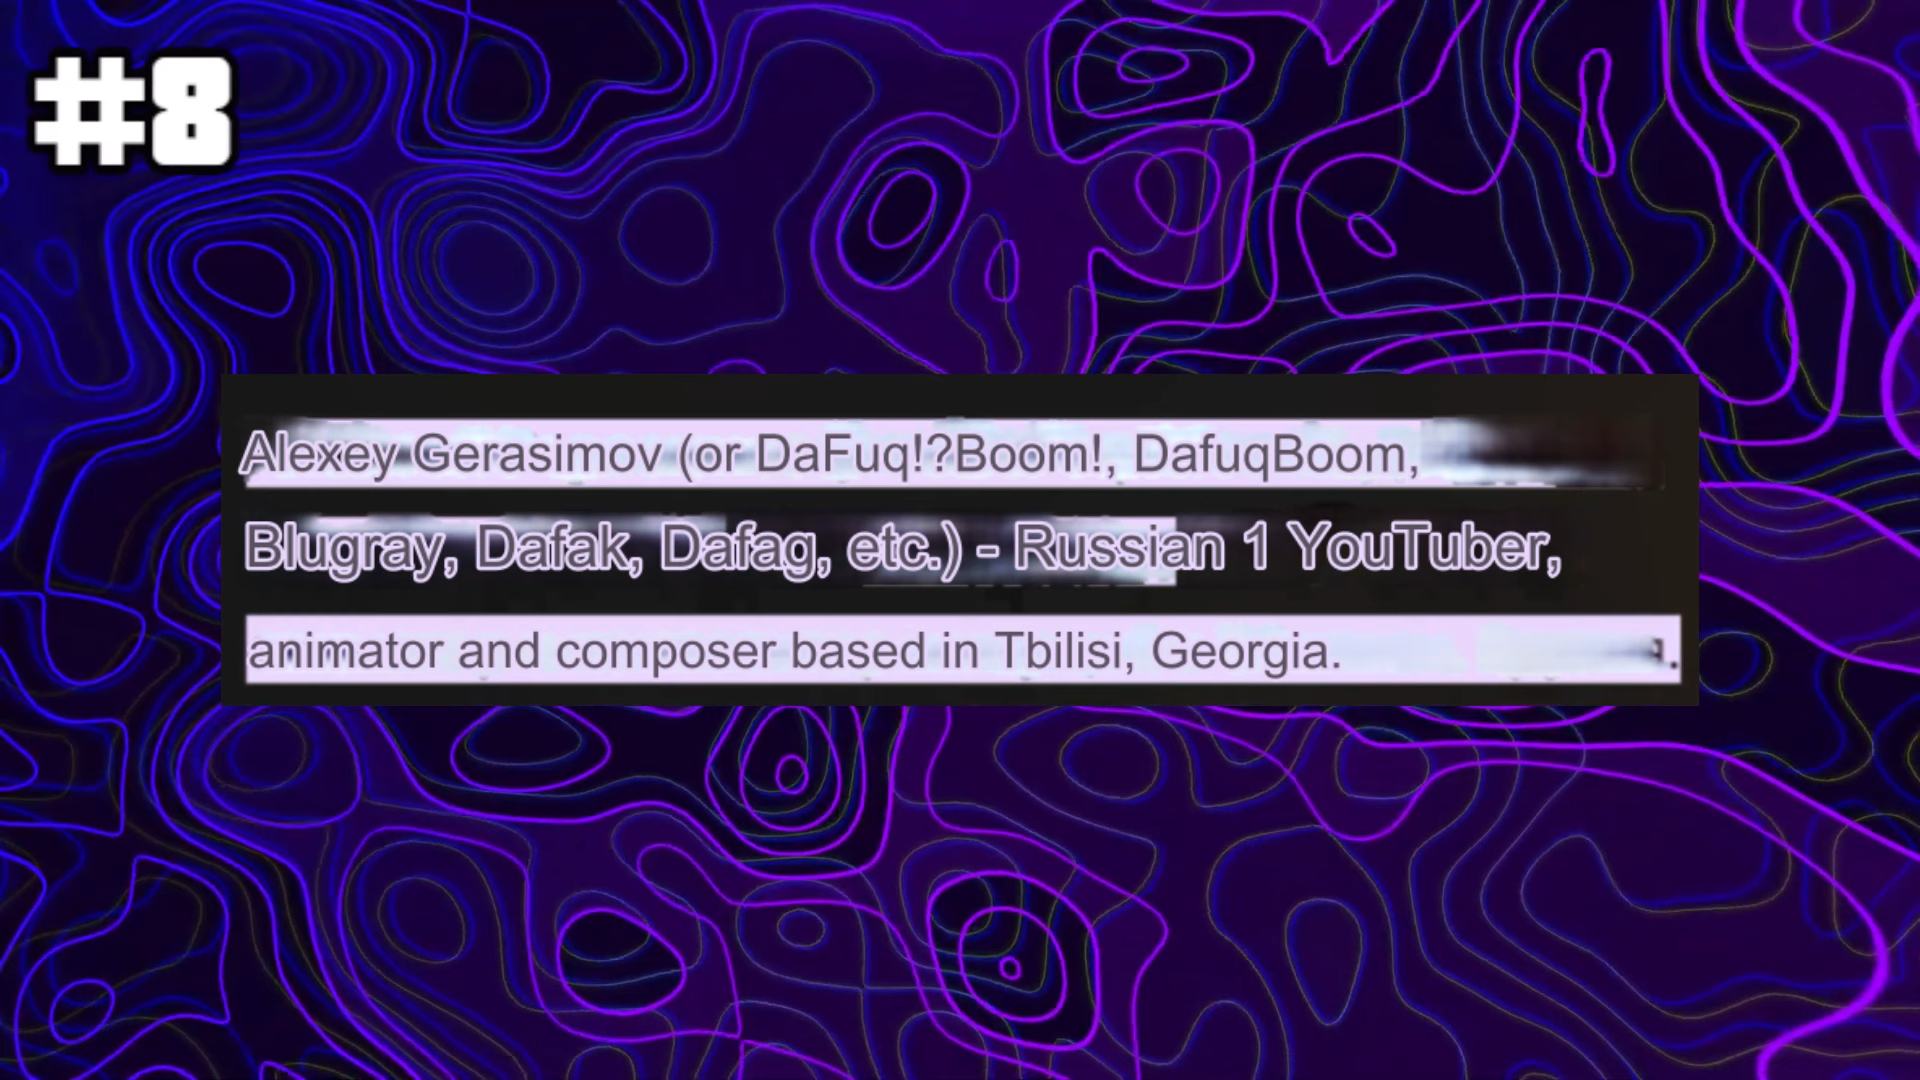 #8
Alexey Gerasimov (or DaFuq!?Boom!, DafuqBoom,
Blugray, Dafak, Dafag, etc.) - Russian 1 YouTuber,
animator and composer based in Tbilisi, Georgia.